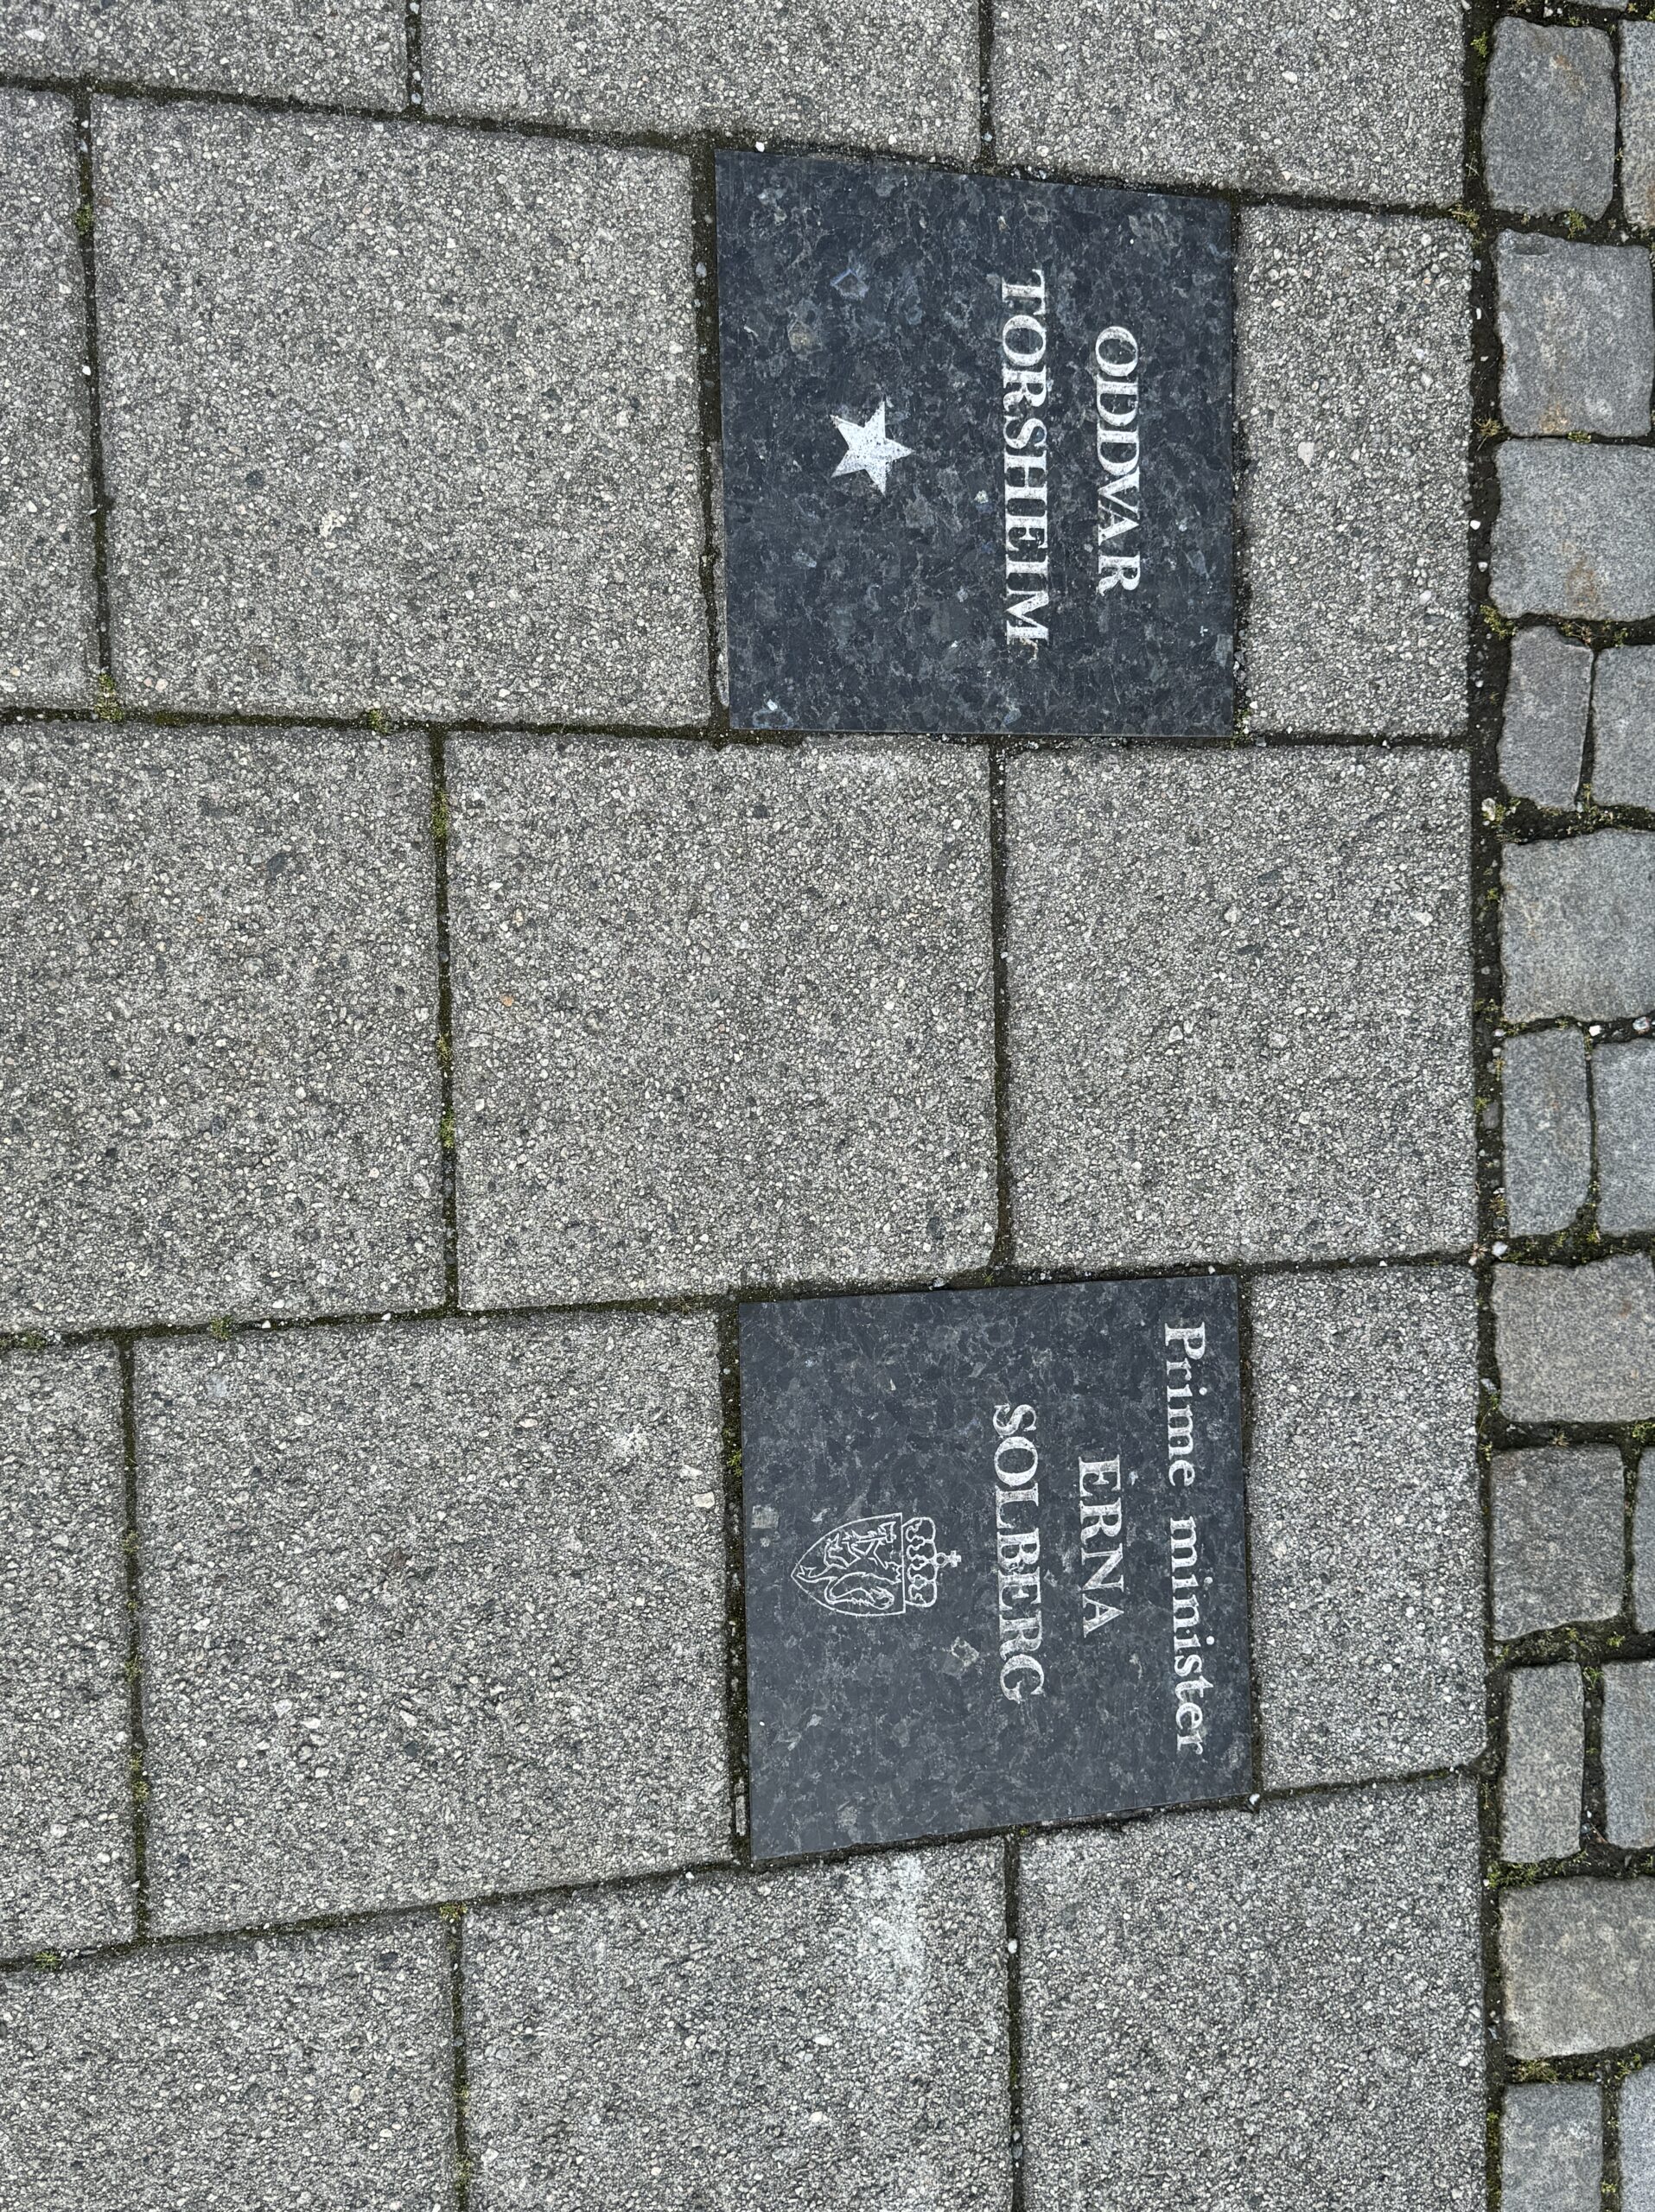 ODDVAR
TORSHEIM
Prime minister
ERNA
SOLBERG